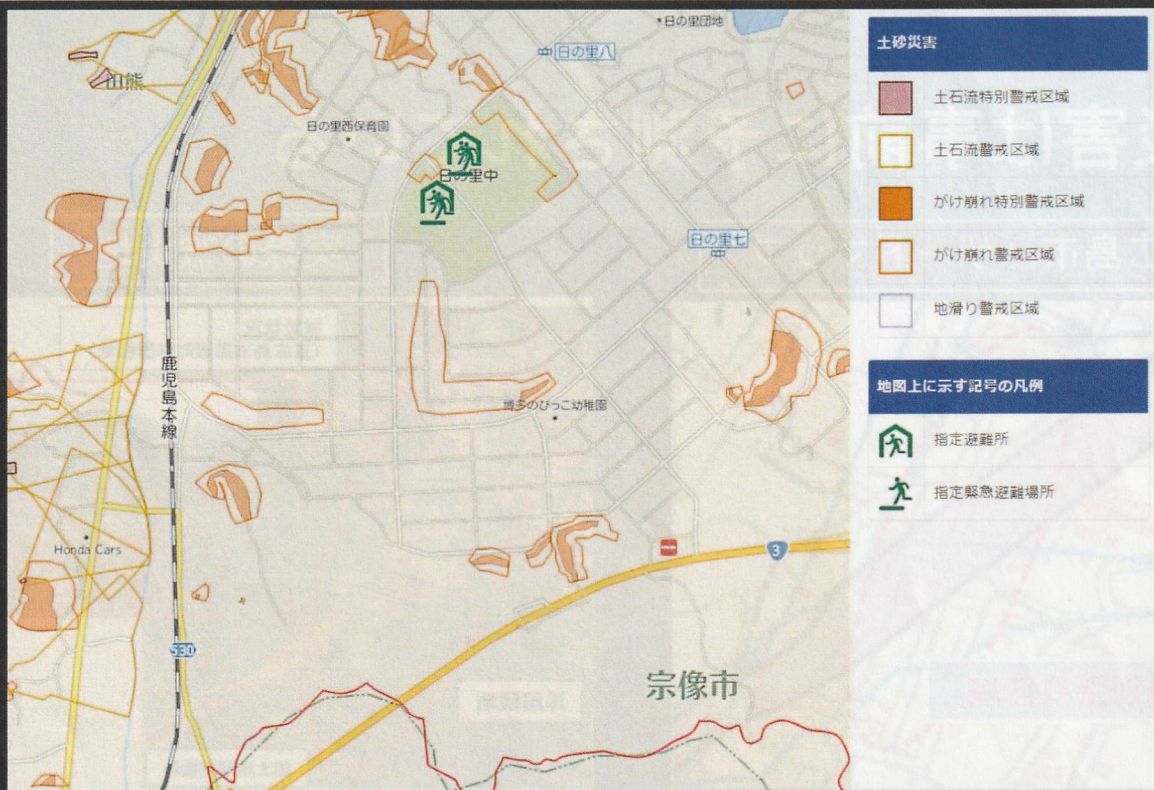 日の里団地
日の里八
田熊
日の里西保育園
日の里中
日の里七
鹿児島本線
博多のひっこ幼稚園
Honda Cars
3
530
宗像市
土砂災害
土石流特別警戒区域
土石流警戒区域
がけ崩れ特別警戒区域
がけ崩れ警戒区域
地滑り警戒区域
地図上に示す記号の凡例
指定避難所
指定緊急避難場所